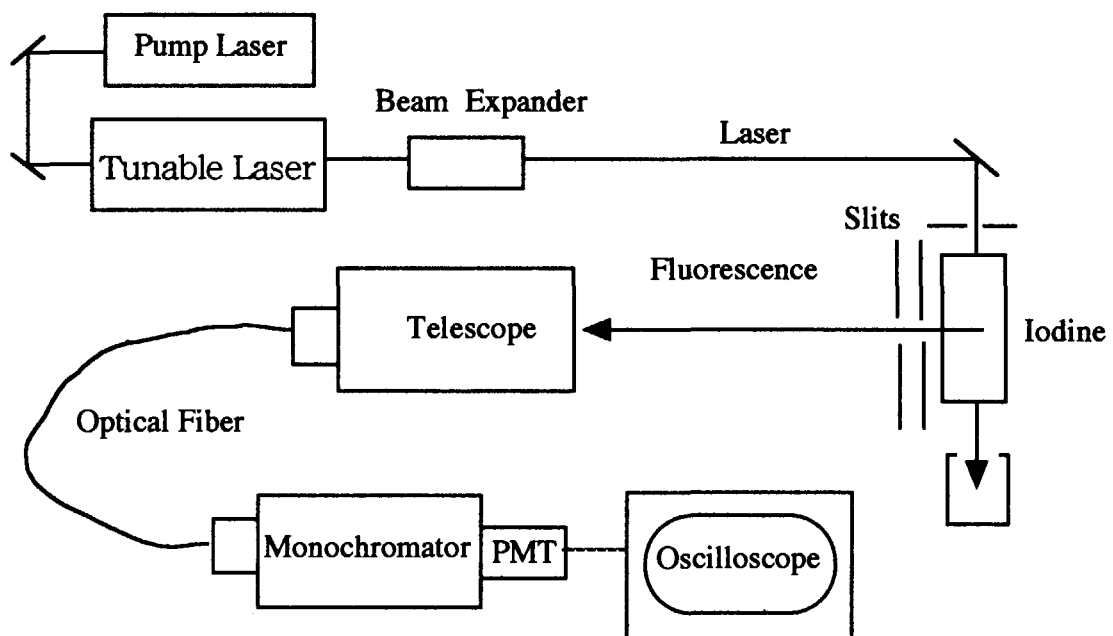 Pump Laser
Beam Expander
Laser
Tunable Laser
Slits
Fluorescence
Telescope
Iodine
Optical Fiber
Monochromator
PMT
Oscilloscope